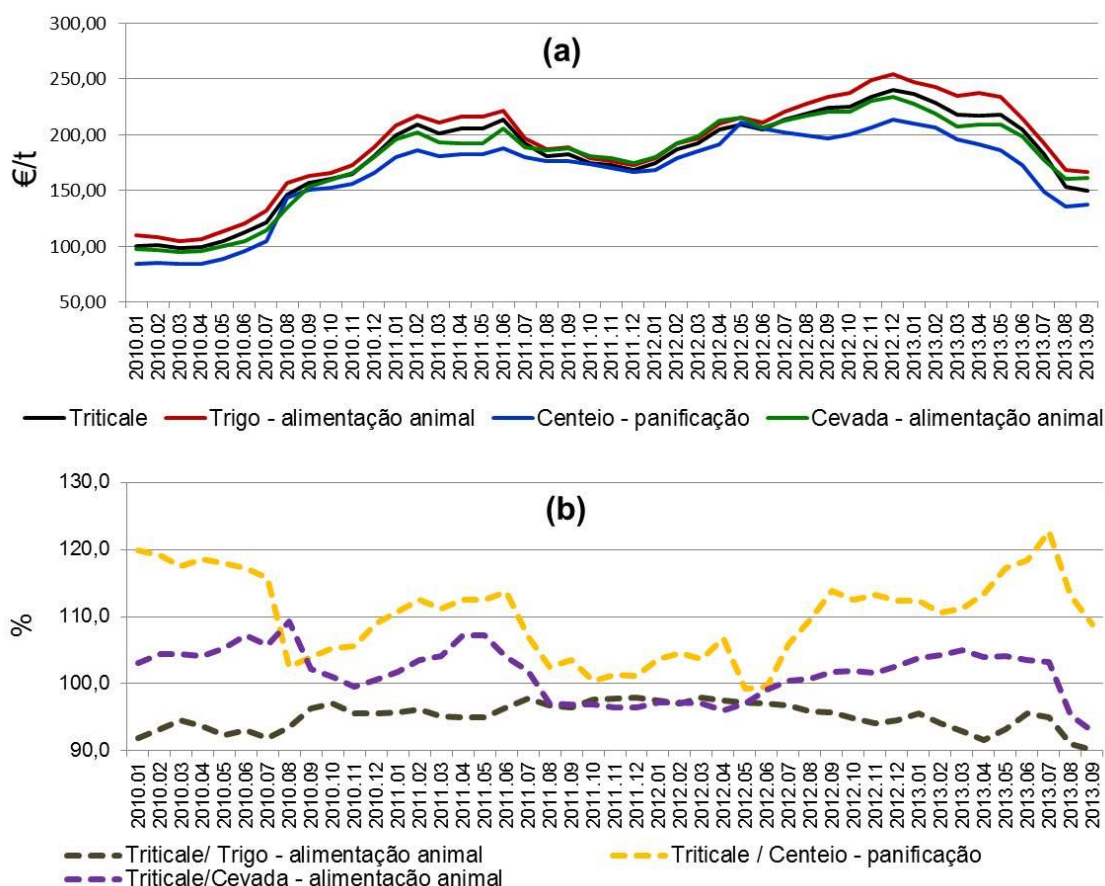 300,00
(a)
250,00
200,00
€/t
150,00
100,00
50,00
2010.01 2010.02 2010.03 2010.04 2010.05 2010.06 2010.07 2010.08 2010.09 2010.10 2010.11 2010.12 2011.01 2011.02 2011.03 2011.04 2011.05 2011.06 2011.07 2011.08 2011.09 2011.10 2011.11 2011.12 2012.01 2012.02 2012.03 2012.04 2012.05 2012.06 2012.07 2012.08 2012.09 2012.10 2012.11 2012.12 2013.01 2013.02 2013.03 2013.04 2013.05 2013.06 2013.07 2013.08 2013.09
Triticale Trigo - alimentação animal Centeio - panificação Cevada - alimentação animal
130,0
(b)
120,0
%
110,0
100,0
90,0
2010.01 2010.02 2010.03 2010.04 2010.05 2010.06 2010.07 2010.08 2010.09 2010.10 2010.11 2010.12 2011.01 2011.02 2011.03 2011.04 2011.05 2011.06 2011.07 2011.08 2011.09 2011.10 2011.11 2011.12 2012.01 2012.02 2012.03 2012.04 2012.05 2012.06 2012.07 2012.08 2012.09 2012.10 2012.11 2012.12 2013.01 2013.02 2013.03 2013.04 2013.05 2013.06 2013.07 2013.08 2013.09
Triticale/ Trigo - alimentação animal Triticale / Centeio - panificação
Triticale/Cevada - alimentação animal